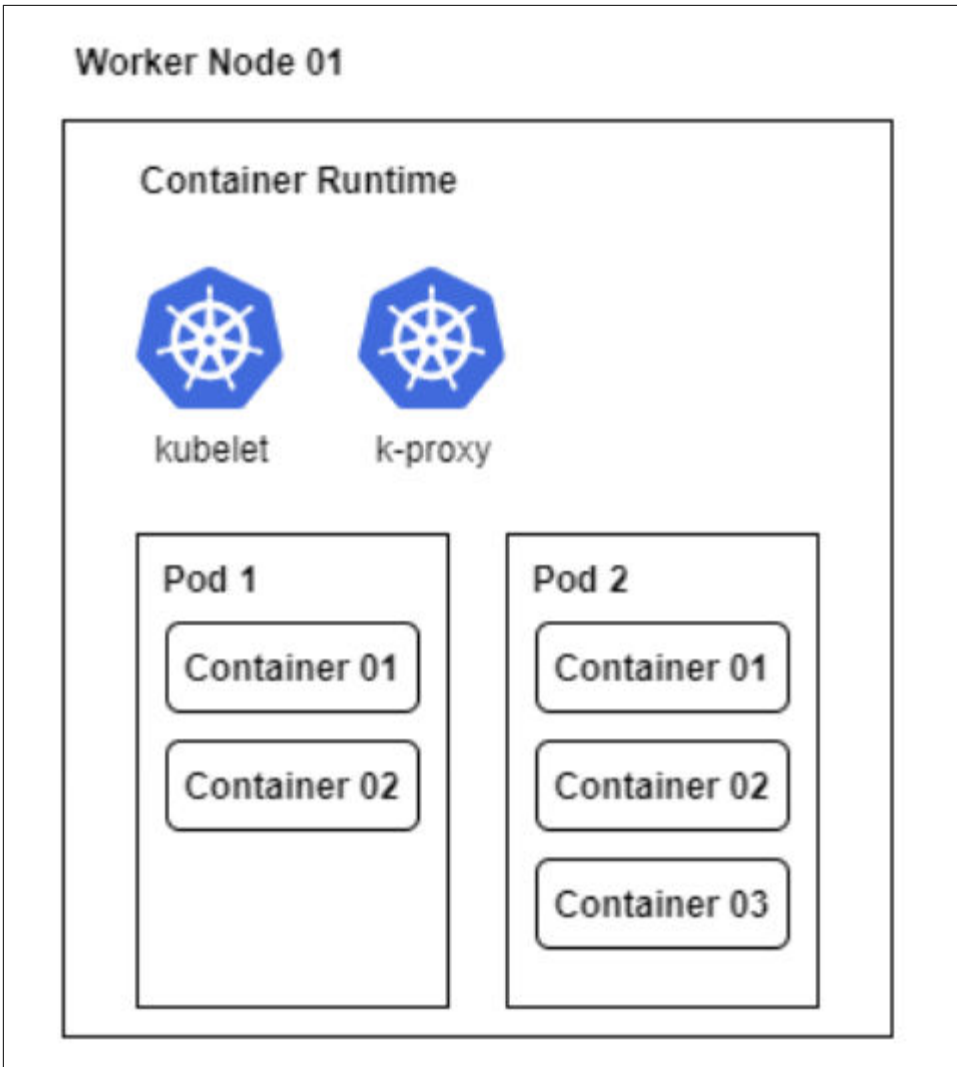 Worker Node 01
Container Runtime
kubelet
k-proxy
Pod 1
Container 01
Container 02
Pod 2
Container 01
Container 02
Container 03